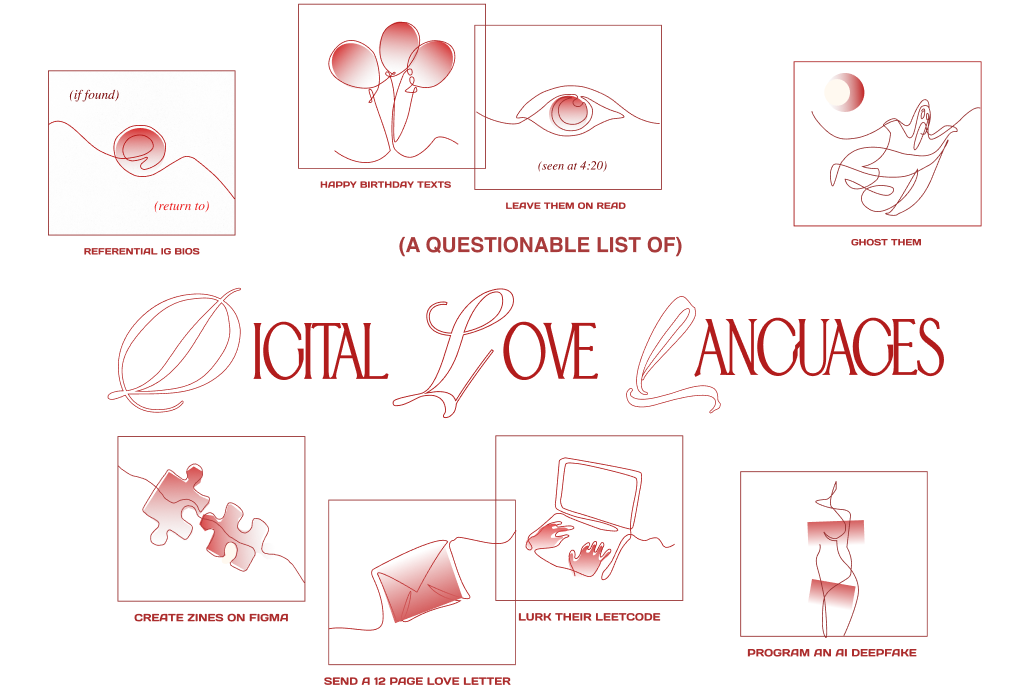 (if found)
(return to)
REFERENTIAL IG BIOS
HAPPY BIRTHDAY TEXTS
(seen at 4:20)
LEAVE THEM ON READ
GHOST THEM
(A QUESTIONABLE LIST OF)
DIGITAL LOVE LANGUAGES
CREATE ZINES ON FIGMA
SEND A 12 PAGE LOVE LETTER
LURK THEIR LEETCODE
PROGRAM AN AI DEEPFAKE